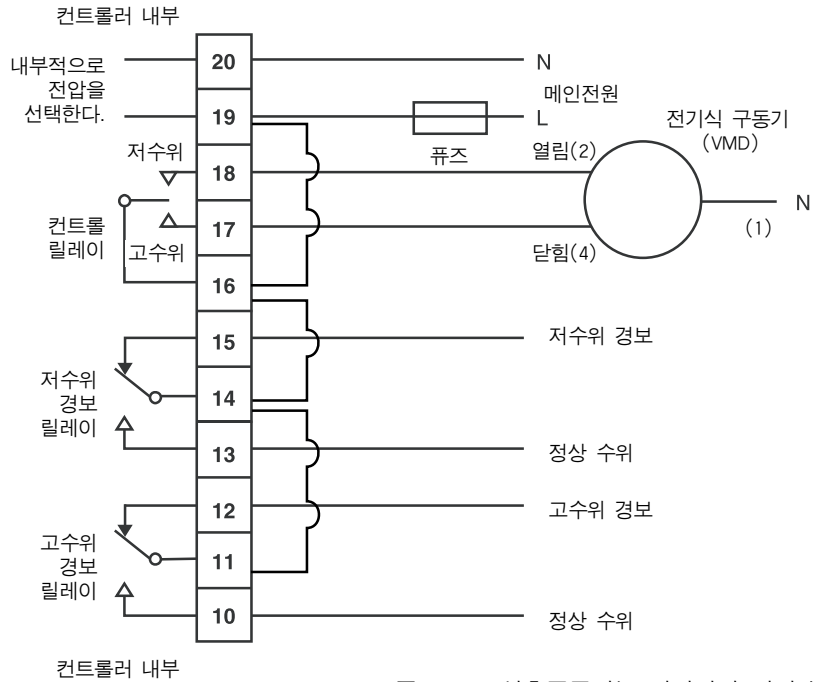 컨트롤러 내부
내부적으로
전압을
선택한다.
20
N
19
메인전원
L
퓨즈
전기식 구동기
(VMD)
저수위
18
열림(2)
N
(1)
컨트롤
릴레이
고수위
17
닫힘(4)
16
15
저수위 경보
저수위
경보
릴레이
14
13
정상 수위
12
고수위 경보
고수위
경보
릴레이
11
10
정상 수위
컨트롤러 내부